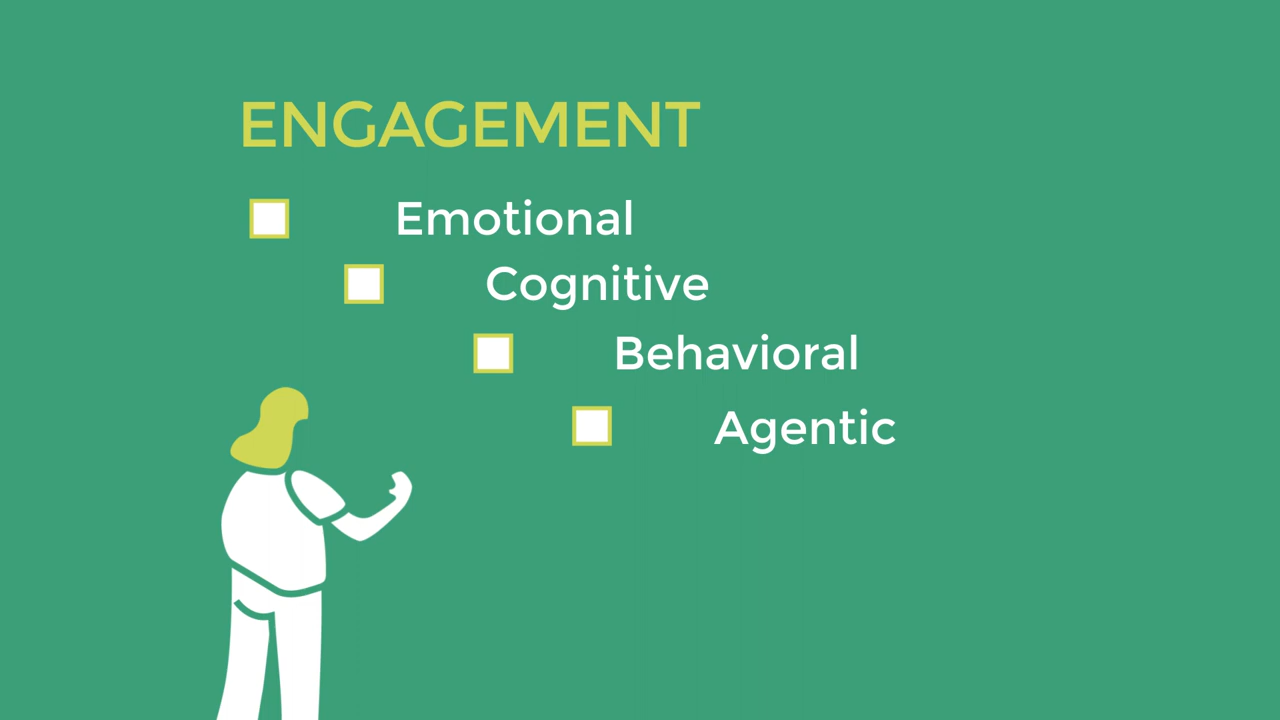 ENGAGEMENT
Emotional
Cognitive
Behavioral
Agentic